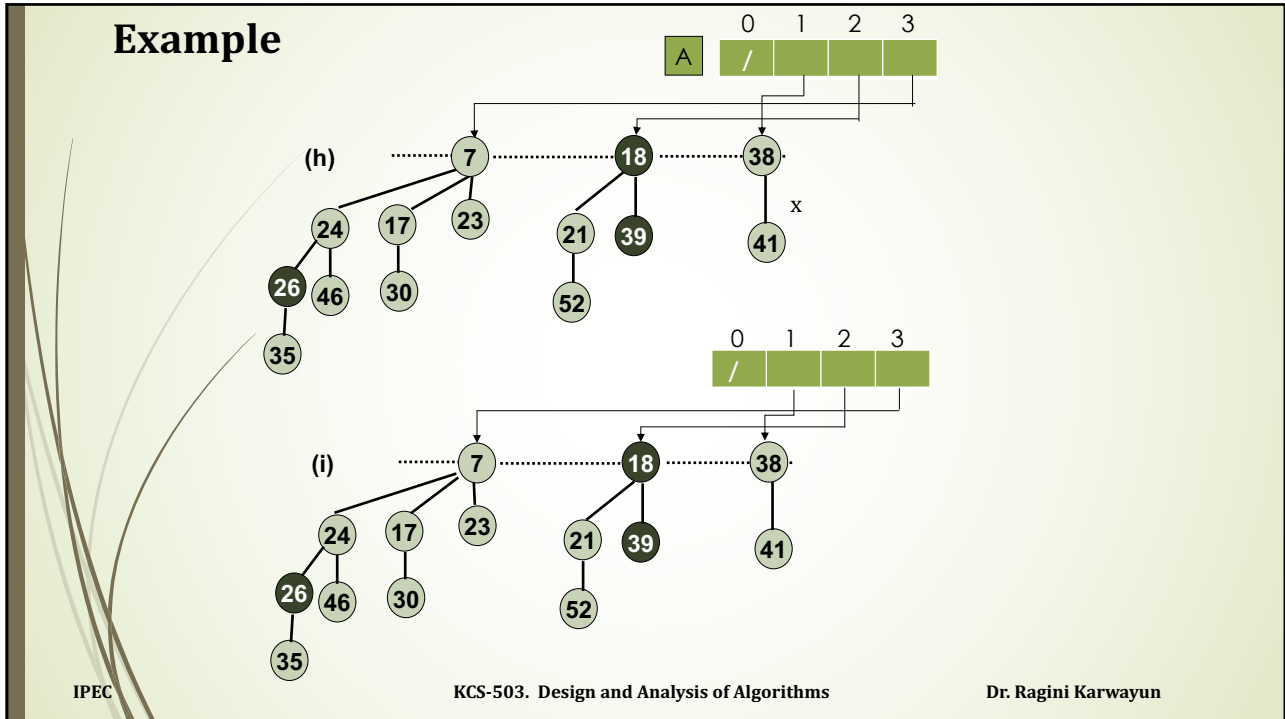 Example
0 1 2 3
A /
(h) 7 18 38
24 17 23 21 39 x 41
26 46 30 52
35
0 1 2 3
/
(i) 7 18 38
24 17 23 21 39 41
26 46 30 52
35
IPEC KCS-503. Design and Analysis of Algorithms Dr. Ragini Karwayun